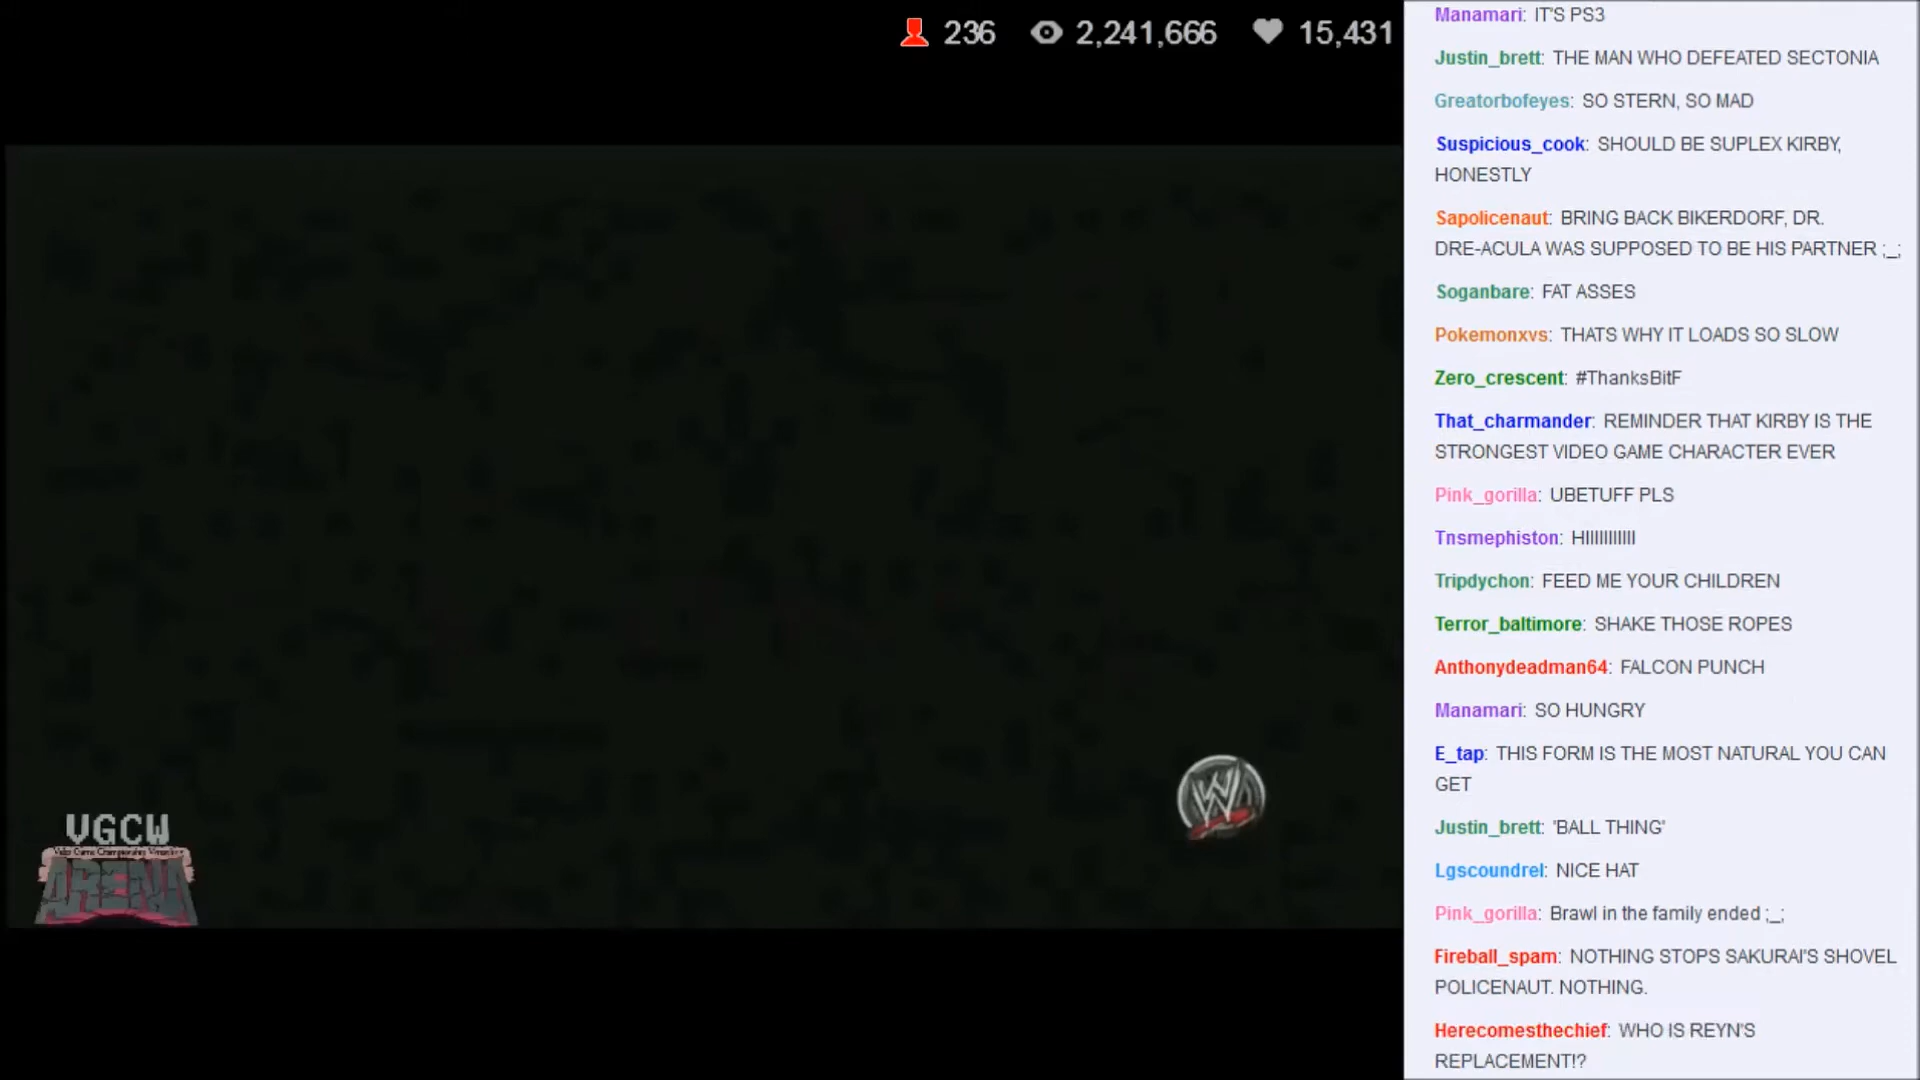 236 2,241,666 15,431
VGCW
Video Game Championship Wrestling
ARENA
W
Manamari: IT'S PS3
Justin_brett: THE MAN WHO DEFEATED SECTONIA
Greatorbofeyes: SO STERN, SO MAD
Suspicious_cook: SHOULD BE SUPLEX KIRBY,
HONESTLY
Sapolicenaut: BRING BACK BIKERDORF, DR.
DRE-ACULA WAS SUPPOSED TO BE HIS PARTNER ;_;
Soganbare: FAT ASSES
Pokemonxvs: THATS WHY IT LOADS SO SLOW
Zero_crescent: #ThanksBitF
That_charmander: REMINDER THAT KIRBY IS THE
STRONGEST VIDEO GAME CHARACTER EVER
Pink_gorilla: UBETUFF PLS
Tnsmephiston: HIIIIIIIIIII
Tripdychon: FEED ME YOUR CHILDREN
Terror_baltimore: SHAKE THOSE ROPES
Anthonydeadman64: FALCON PUNCH
Manamari: SO HUNGRY
E_tap: THIS FORM IS THE MOST NATURAL YOU CAN
GET
Justin_brett: 'BALL THING'
Lgscoundrel: NICE HAT
Pink_gorilla: Brawl in the family ended ;_;
Fireball_spam: NOTHING STOPS SAKURAI'S SHOVEL
POLICENAUT. NOTHING.
Herecomesthechief: WHO IS REYN'S
REPLACEMENT!?